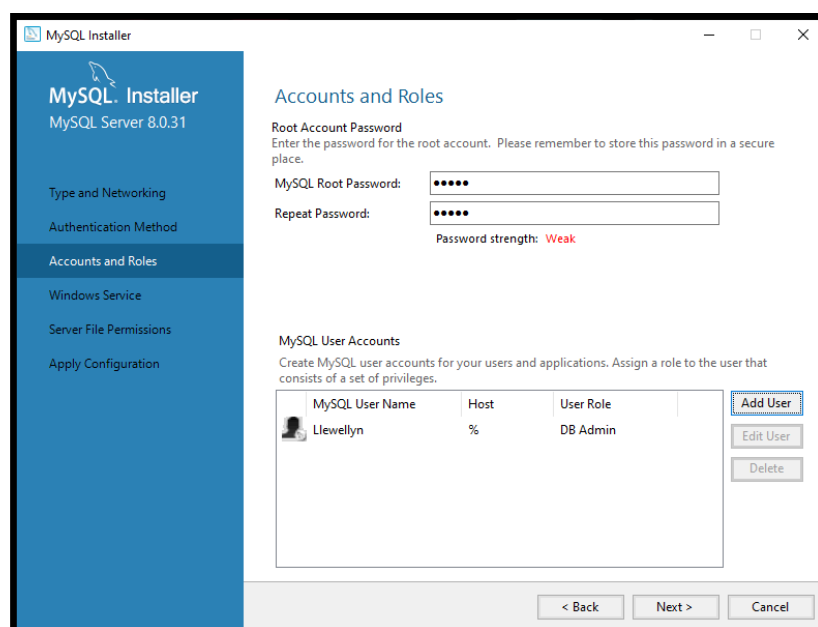 MySQL Installer
MySQL. Installer
MySQL Server 8.0.31
Type and Networking
Authentication Method
Accounts and Roles
Windows Service
Server File Permissions
Apply Configuration
Accounts and Roles
Root Account Password
Enter the password for the root account. Please remember to store this password in a secure
place.
MySQL Root Password: •••••
Repeat Password: •••••
Password strength: Weak
MySQL User Accounts
Create MySQL user accounts for your users and applications. Assign a role to the user that
consists of a set of privileges.
MySQL User Name Host User Role
Llewellyn % DB Admin
Add User
Edit User
Delete
< Back Next > Cancel